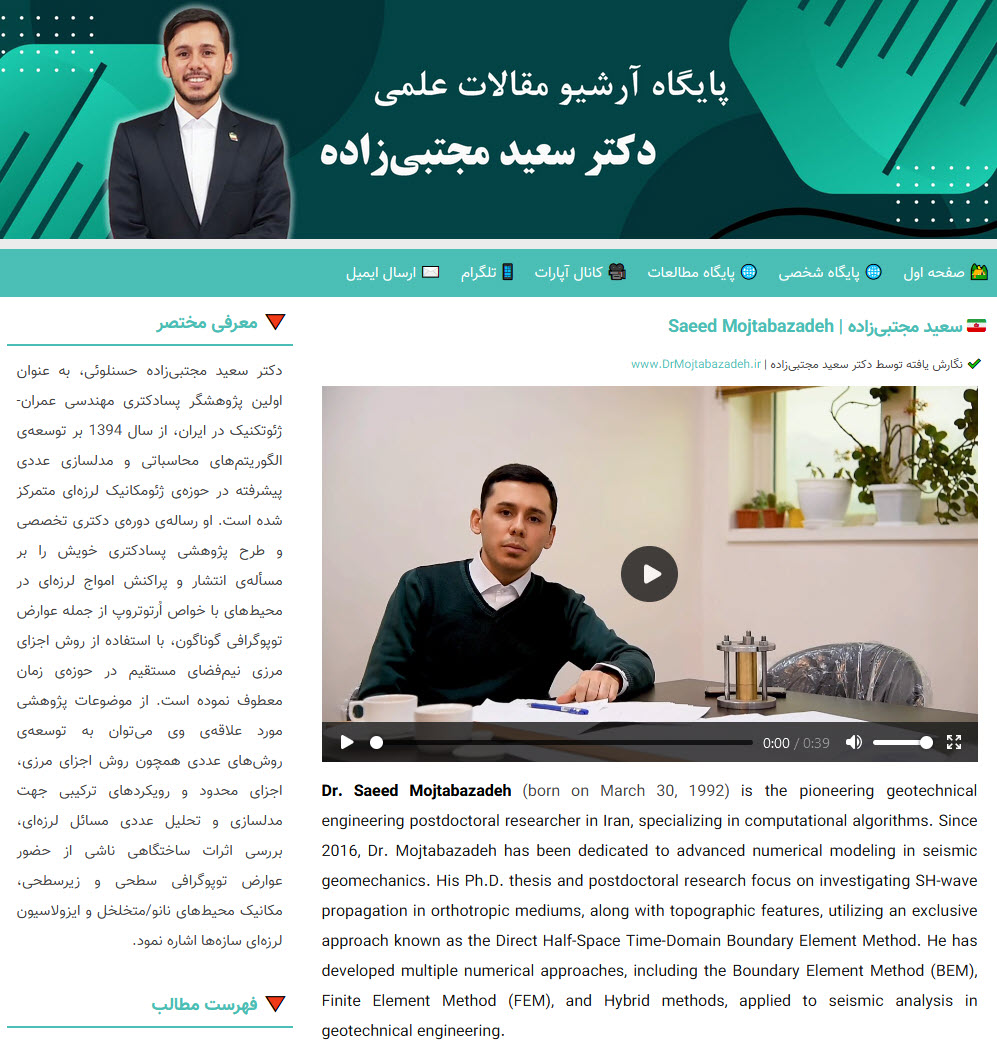 پایگاه آرشیو مقالات علمی
دکتر سعید مجتبی‌زاده
صفحه اول پایگاه شخصی پایگاه مطالعات کانال آپارات تلگرام ارسال ایمیل
سعید مجتبی‌زاده | Saeed Mojtabazadeh
نگارش یافته توسط دکتر سعید مجتبی‌زاده | www.DrMojtabazadeh.ir
0:00 / 0:39
Dr. Saeed Mojtabazadeh (born on March 30, 1992) is the pioneering geotechnical
engineering postdoctoral researcher in Iran, specializing in computational algorithms. Since
2016, Dr. Mojtabazadeh has been dedicated to advanced numerical modeling in seismic
geomechanics. His Ph.D. thesis and postdoctoral research focus on investigating SH-wave
propagation in orthotropic mediums, along with topographic features, utilizing an exclusive
approach known as the Direct Half-Space Time-Domain Boundary Element Method. He has
developed multiple numerical approaches, including the Boundary Element Method (BEM),
Finite Element Method (FEM), and Hybrid methods, applied to seismic analysis in
geotechnical engineering.
معرفی مختصر
دکتر سعید مجتبی‌زاده حسنلوئی، به عنوان
اولین پژوهشگر پسادکتری مهندسی عمران-
ژئوتکنیک در ایران، از سال 1394 بر توسعه‌ی
الگوریتم‌های محاسباتی و مدلسازی عددی
پیشرفته در حوزه‌ی ژئومکانیک لرزه‌ای متمرکز
شده است. او رساله‌ی دوره‌ی دکتری تخصصی
و طرح پژوهشی پسادکتری خویش را بر
مسأله‌ی انتشار و پراکنش امواج لرزه‌ای در
محیط‌های با خواص اُرتوتروپ از جمله عوارض
توپوگرافی گوناگون، با استفاده از روش اجزای
مرزی نیم‌فضای مستقیم در حوزه‌ی زمان
معطوف نموده است. از موضوعات پژوهشی
مورد علاقه‌ی وی می‌توان به توسعه‌ی
روش‌های عددی همچون روش اجزای مرزی،
اجزای محدود و رویکردهای ترکیبی جهت
مدلسازی و تحلیل عددی مسائل لرزه‌ای،
بررسی اثرات ساختگاهی ناشی از حضور
عوارض توپوگرافی سطحی و زیرسطحی،
مکانیک محیط‌های نانو/متخلخل و ایزولاسیون
لرزه‌ای سازه‌ها اشاره نمود.
فهرست مطالب